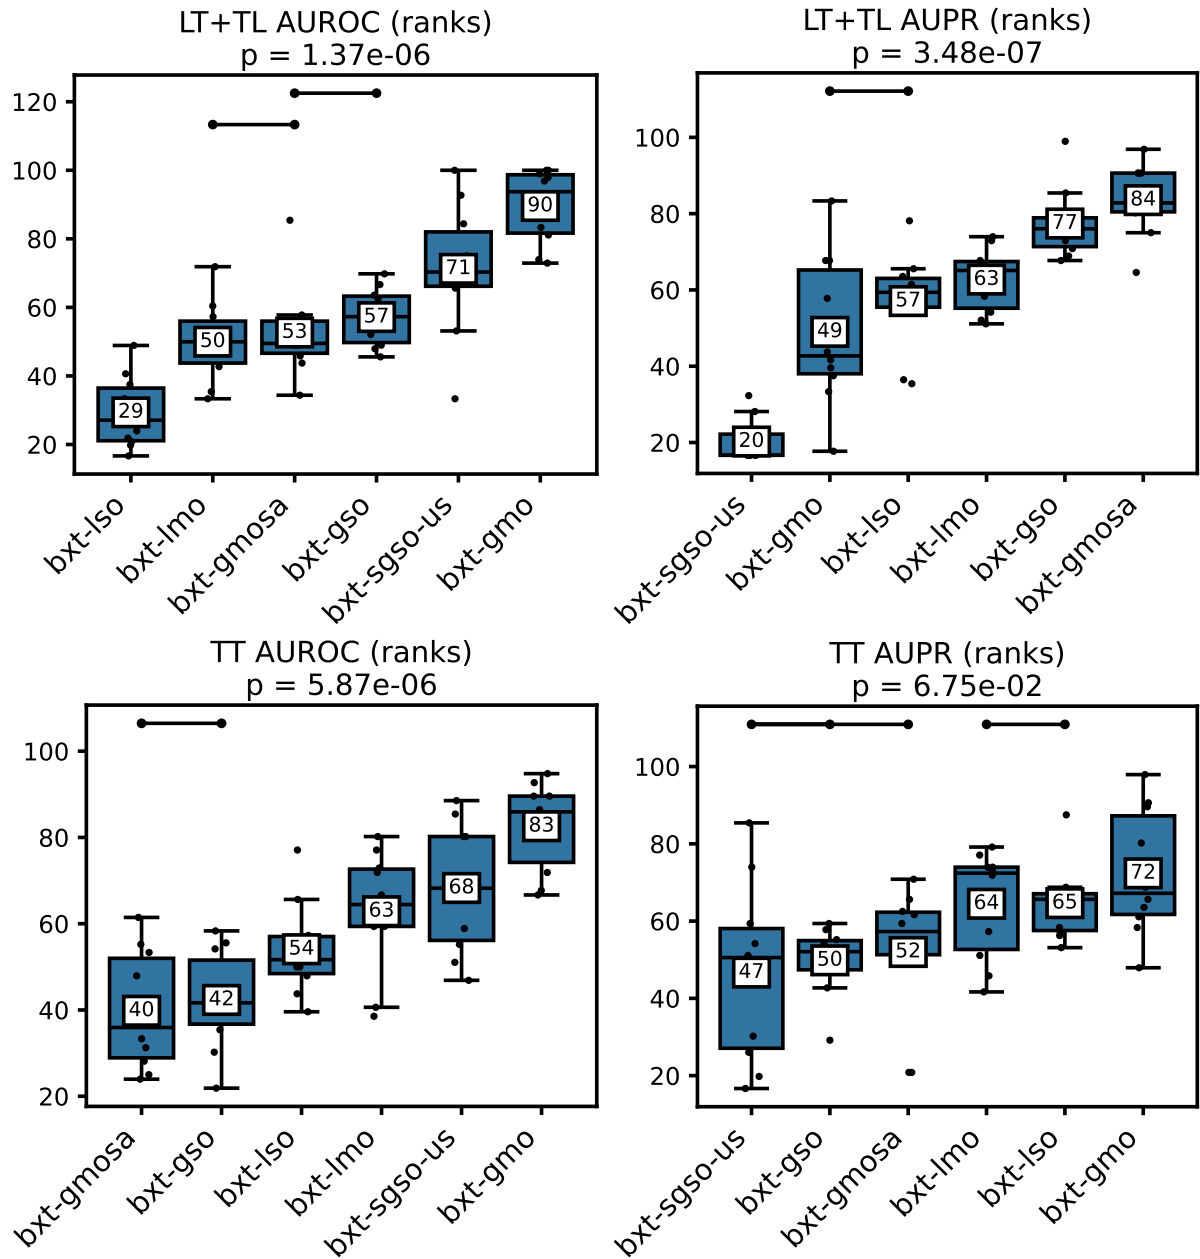 LT+TL AUROC (ranks)
p = 1.37e-06
120
100
80
60
40
20
29
50
53
57
71
90
bxt-lso
bxt-lmo
bxt-gmosa
bxt-gso
bxt-sgso-us
bxt-gmo
LT+TL AUPR (ranks)
p = 3.48e-07
100
80
60
40
20
20
49
57
63
77
84
bxt-sgso-us
bxt-gmo
bxt-lso
bxt-lmo
bxt-gso
bxt-gmosa
TT AUROC (ranks)
p = 5.87e-06
100
80
60
40
20
40
42
54
63
68
83
bxt-gmosa
bxt-gso
bxt-lso
bxt-lmo
bxt-sgso-us
bxt-gmo
TT AUPR (ranks)
p = 6.75e-02
100
80
60
40
20
47
50
52
64
65
72
bxt-sgso-us
bxt-gso
bxt-gmosa
bxt-lmo
bxt-lso
bxt-gmo